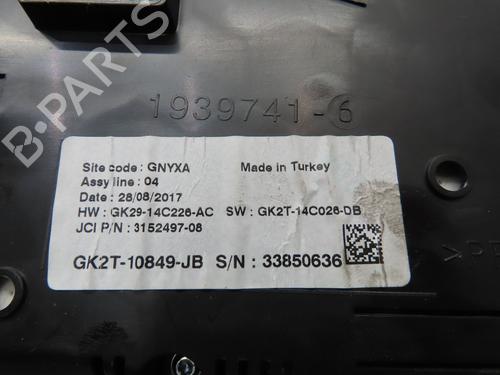 B-PARTS
1939741-6
Site code : GNYXA Made in Turkey
Assy line : 04
Date : 28/08/2017
HW : GK29-14C226-AC SW : GK2T-14C026-DB
JCI P/N : 3152497-08
GK2T-10849-JB S/N : 33850636